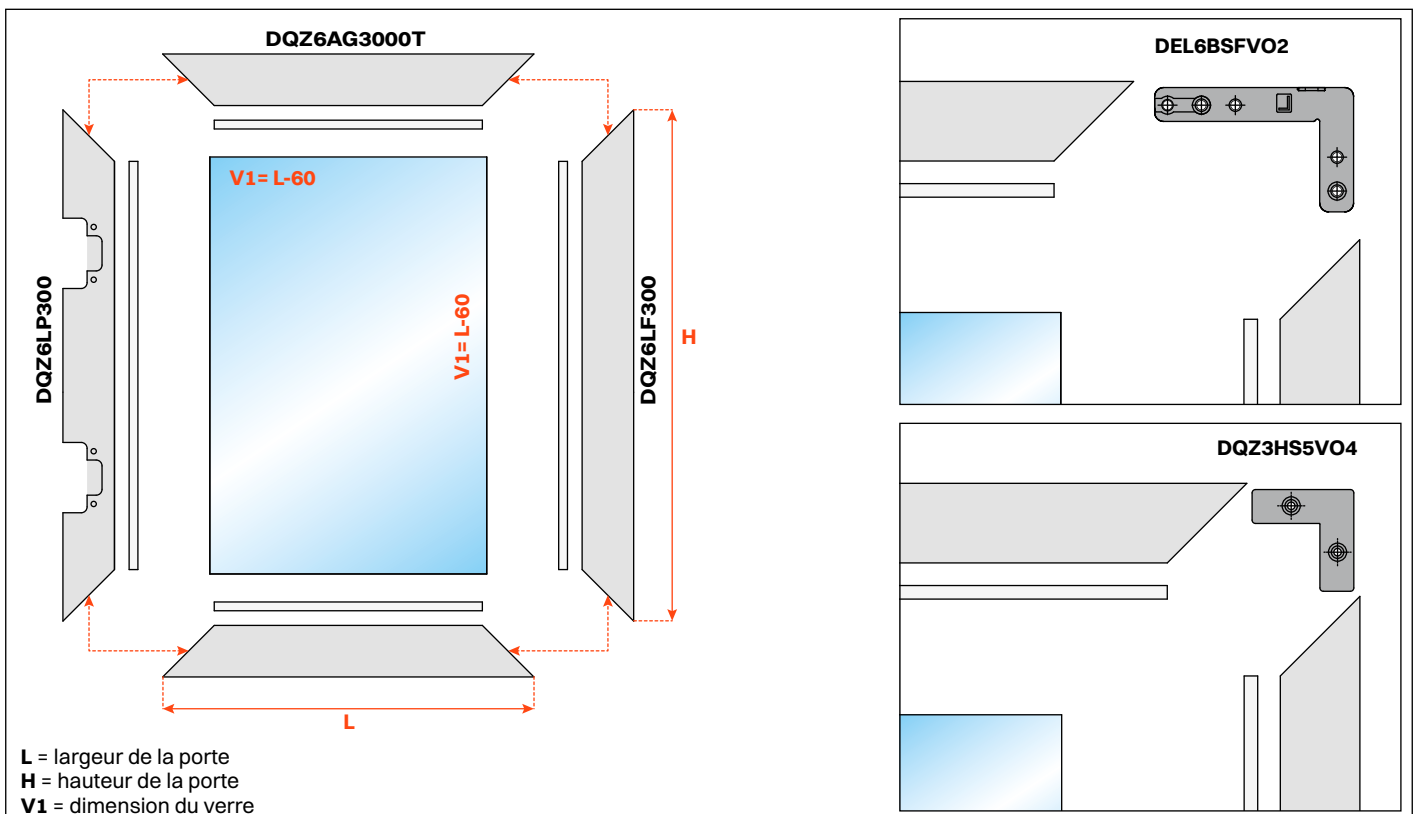 DQZ6AG3000T
V1= L-60
DQZ6LP300
V1= L-60
DQZ6LF300
H
L
L = largeur de la porte
H = hauteur de la porte
V1 = dimension du verre
DEL6BSFVO2
DQZ3HS5VO4